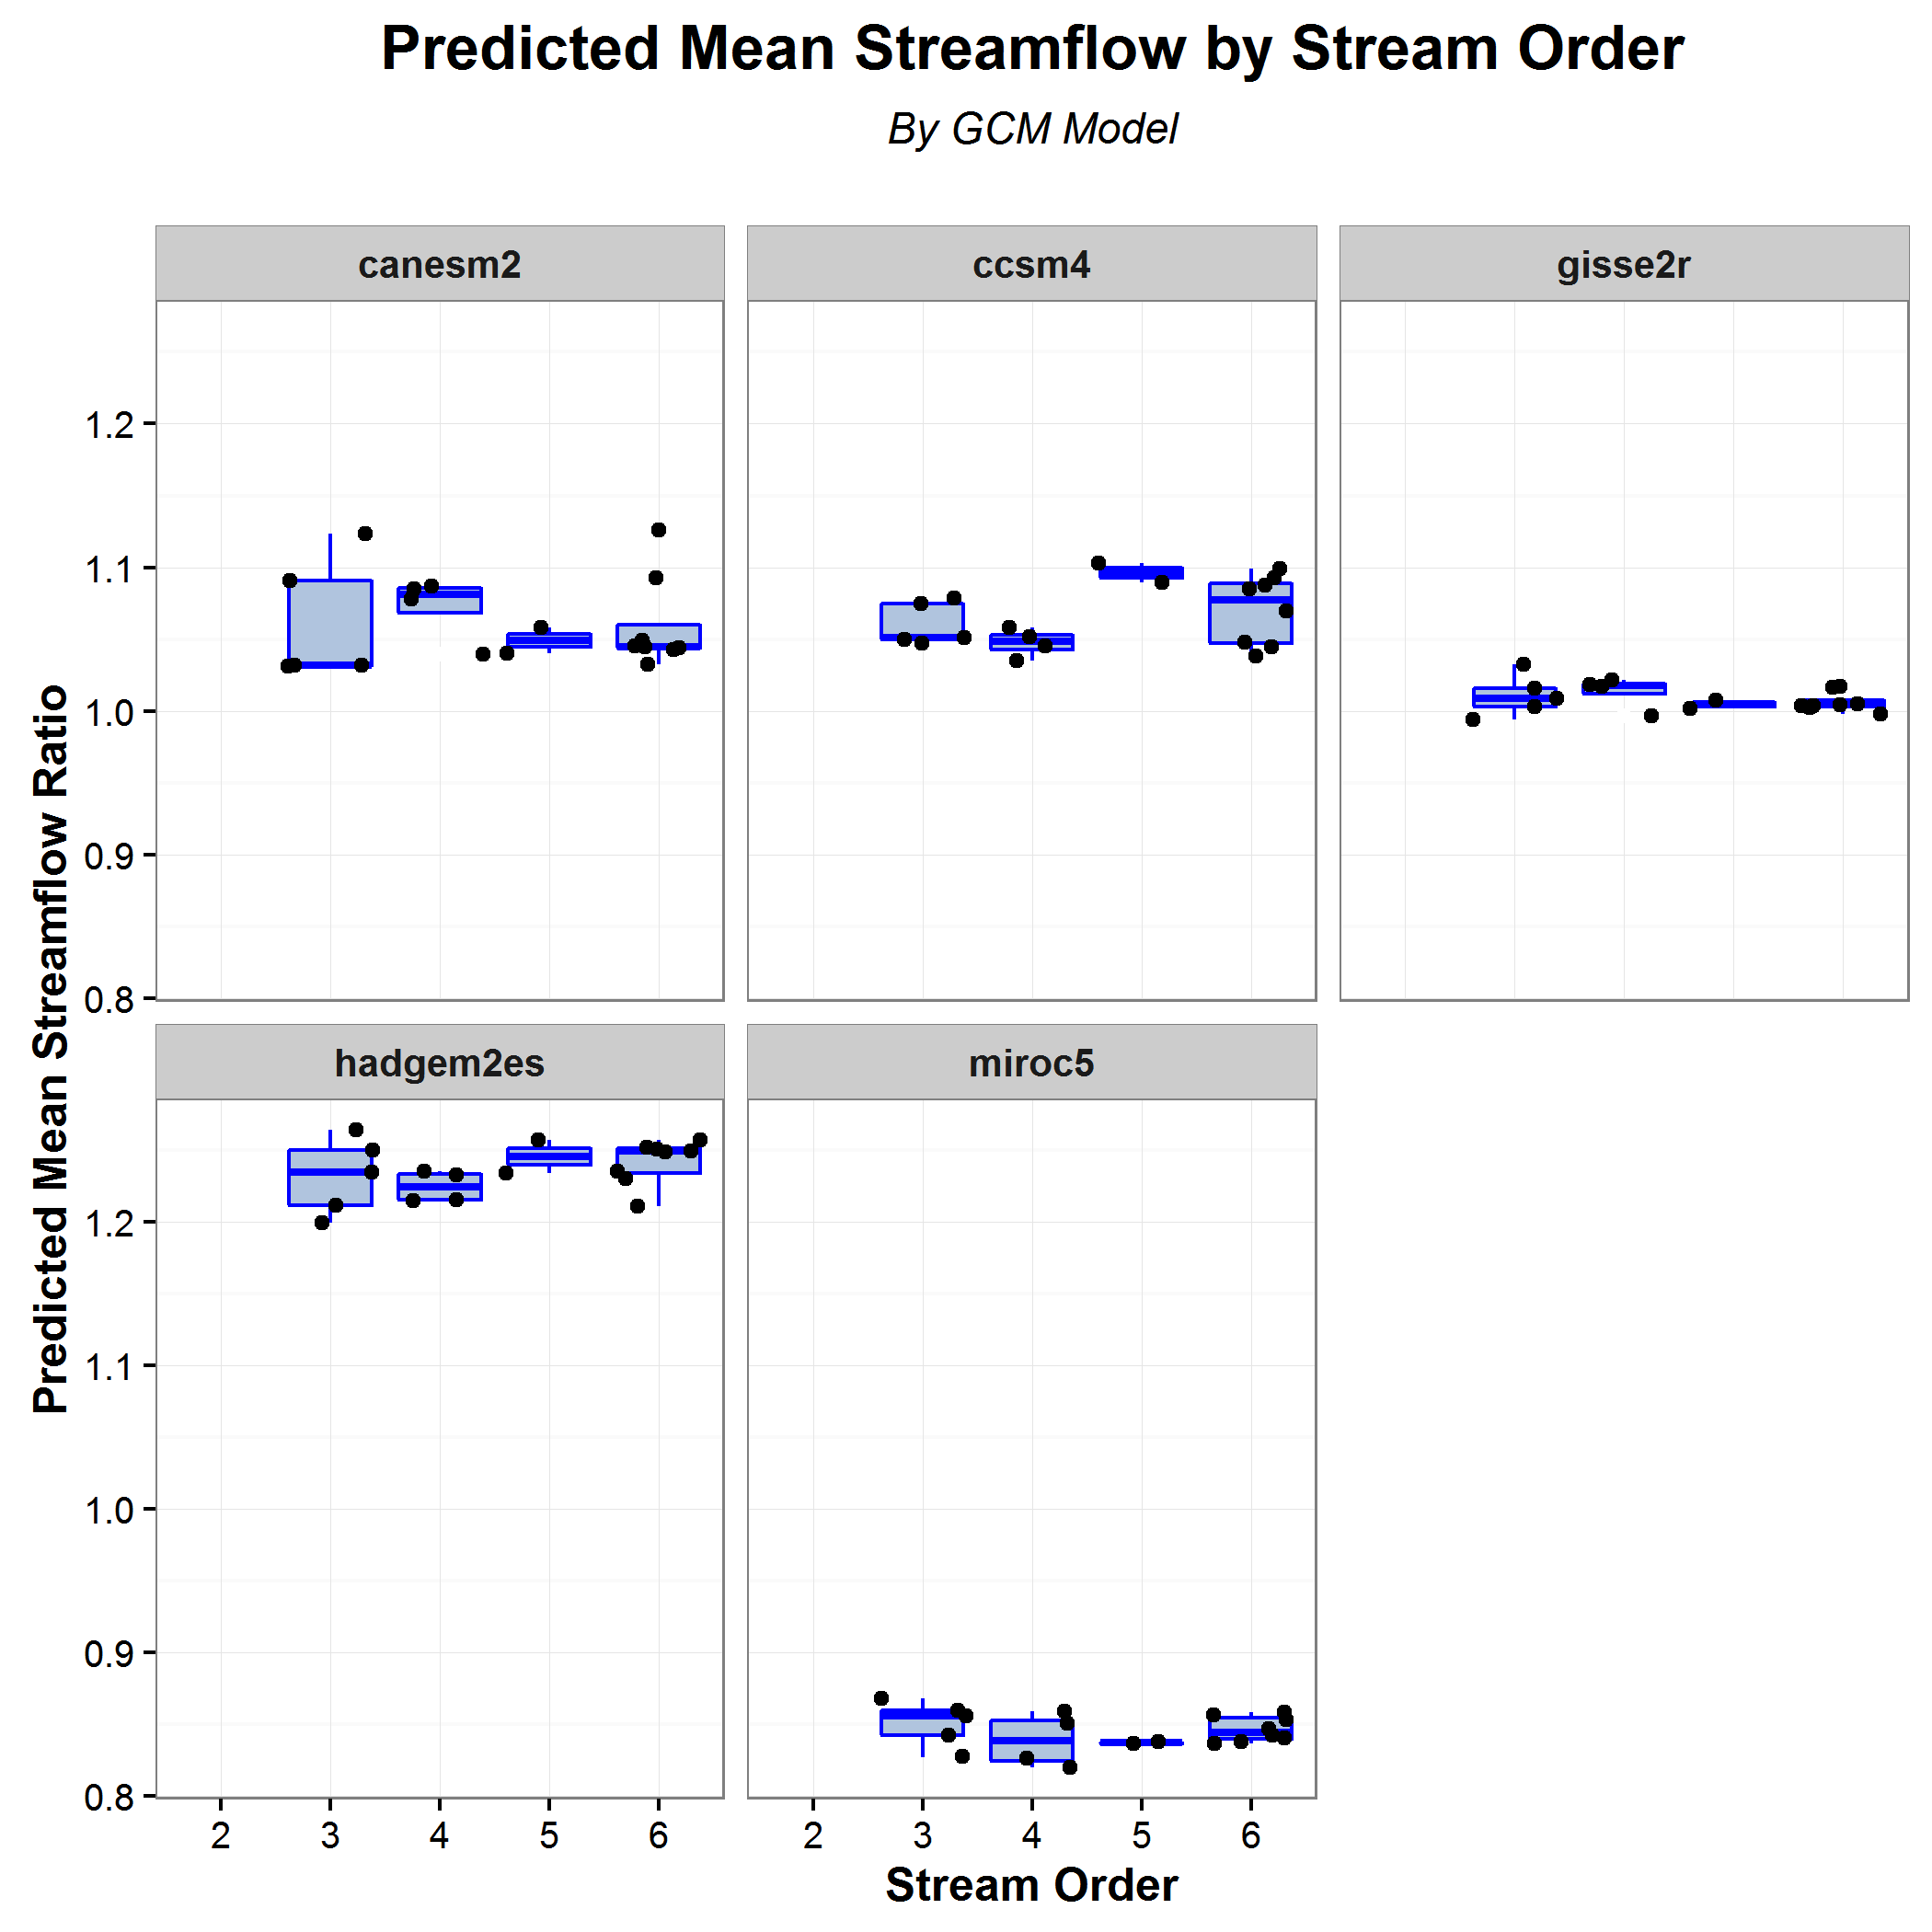 Predicted Mean Streamflow by Stream Order
By GCM Model
canesm2
ccsm4
gisse2r
1.2
1.1
1.0
0.9
0.8
hadgem2es
miroc5
1.2
1.1
1.0
0.9
0.8
Predicted Mean Streamflow Ratio
2 3 4 5 6
2 3 4 5 6
Stream Order